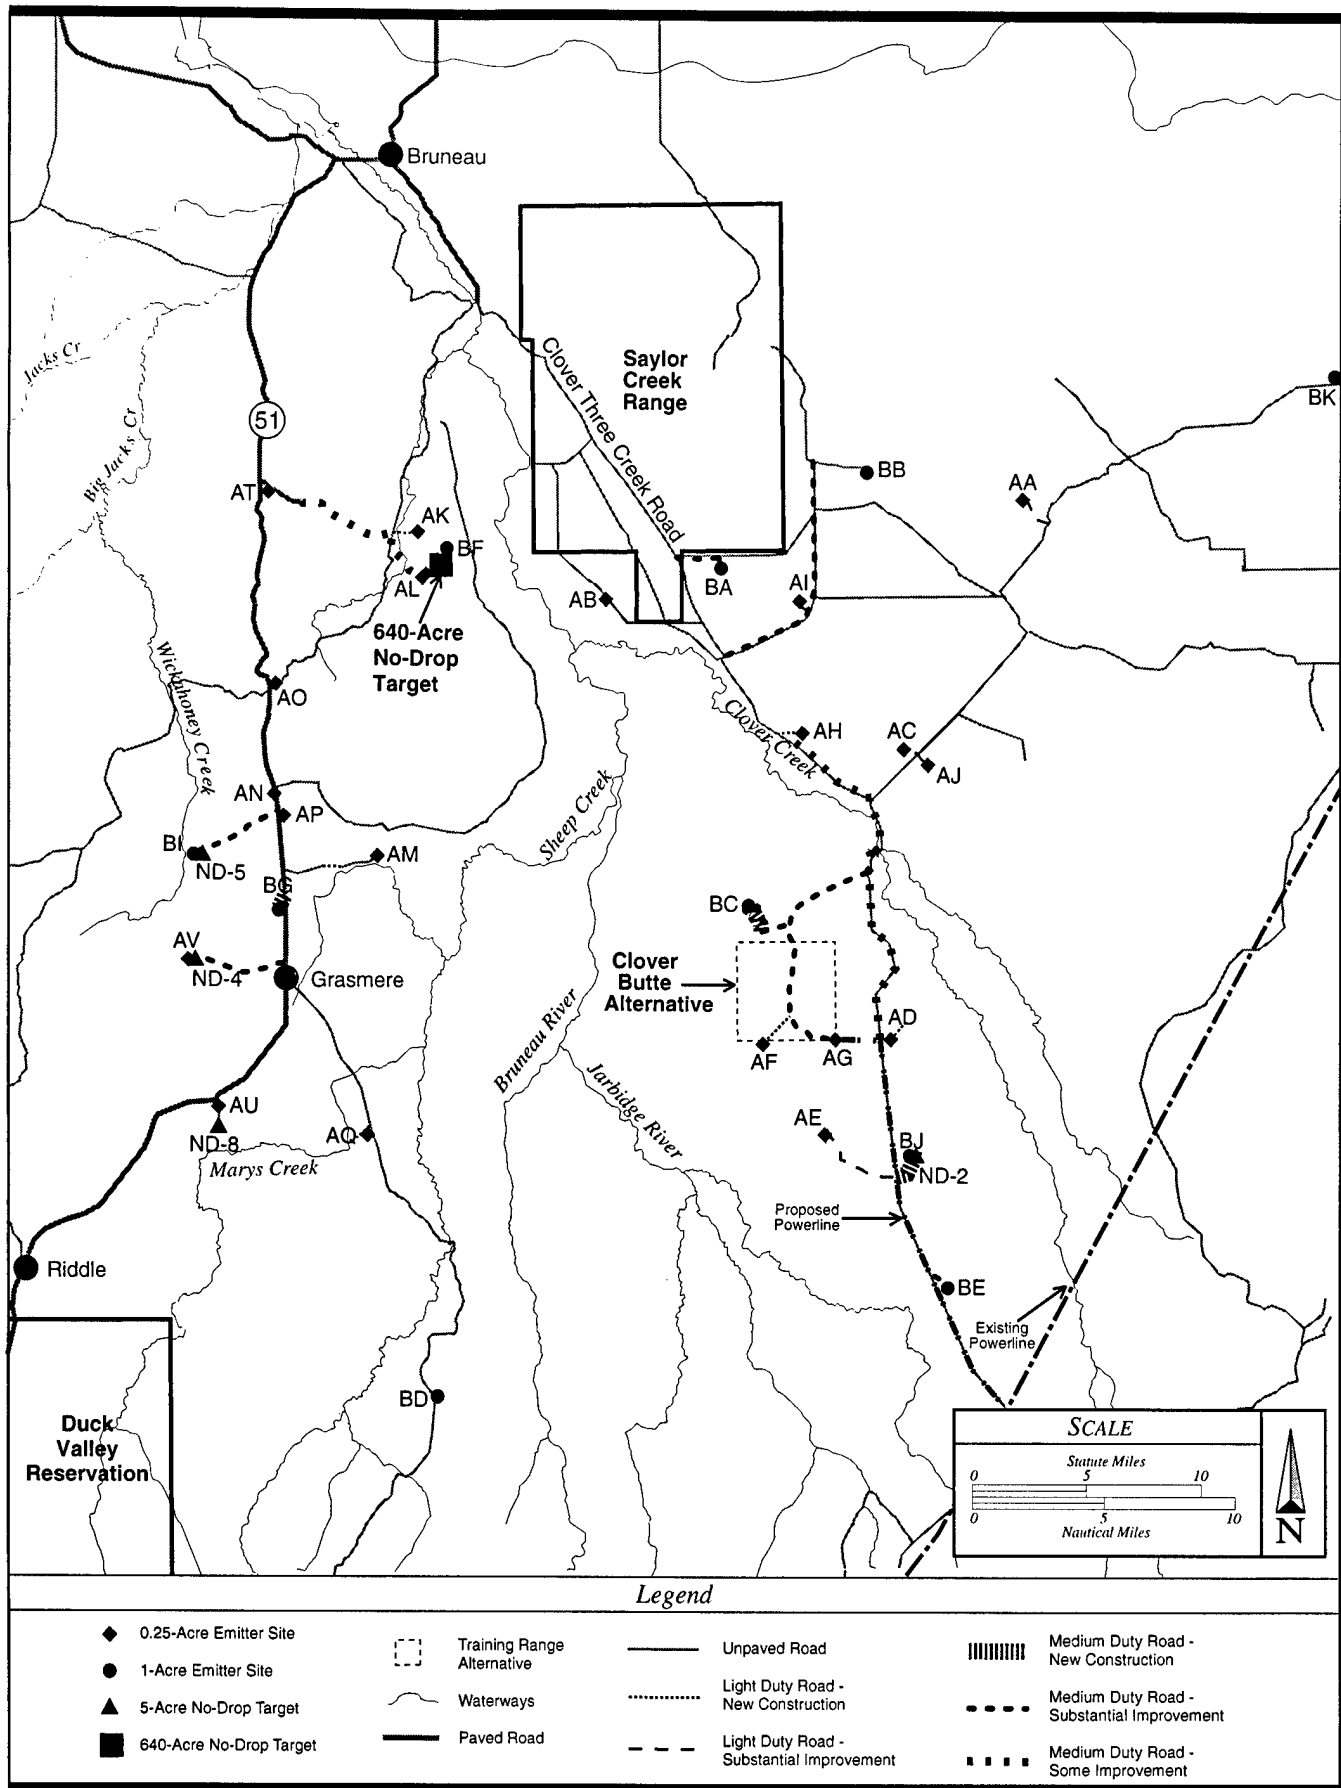 Bruneau
Saylor
Creek
Range
Clover Three Creek Road
Jacks Cr
BK
51
Big Jacks Cr
BB
AA
AT
AK
BF
AL
BA
AI
AB
640-Acre
No-Drop
Target
Wickahoney Creek
AO
Clover Creek
AH
AC
AJ
AN
AP
Sheep Creek
BI
ND-5
AM
BG
BC
AV
ND-4
Grasmere
Clover
Butte
Alternative
Bruneau River
AD
AF
AG
Jarbidge River
AU
ND-8
AQ
AE
BJ
ND-2
Marys Creek
Proposed
Powerline
Riddle
BE
Existing
Powerline
BD
Duck
Valley
Reservation
SCALE
Statute Miles
0 5 10
0 5 10
Nautical Miles
N
Legend
0.25-Acre Emitter Site
1-Acre Emitter Site
5-Acre No-Drop Target
640-Acre No-Drop Target
Training Range
Alternative
Waterways
Paved Road
Unpaved Road
Light Duty Road -
New Construction
Light Duty Road -
Substantial Improvement
Medium Duty Road -
New Construction
Medium Duty Road -
Substantial Improvement
Medium Duty Road -
Some Improvement